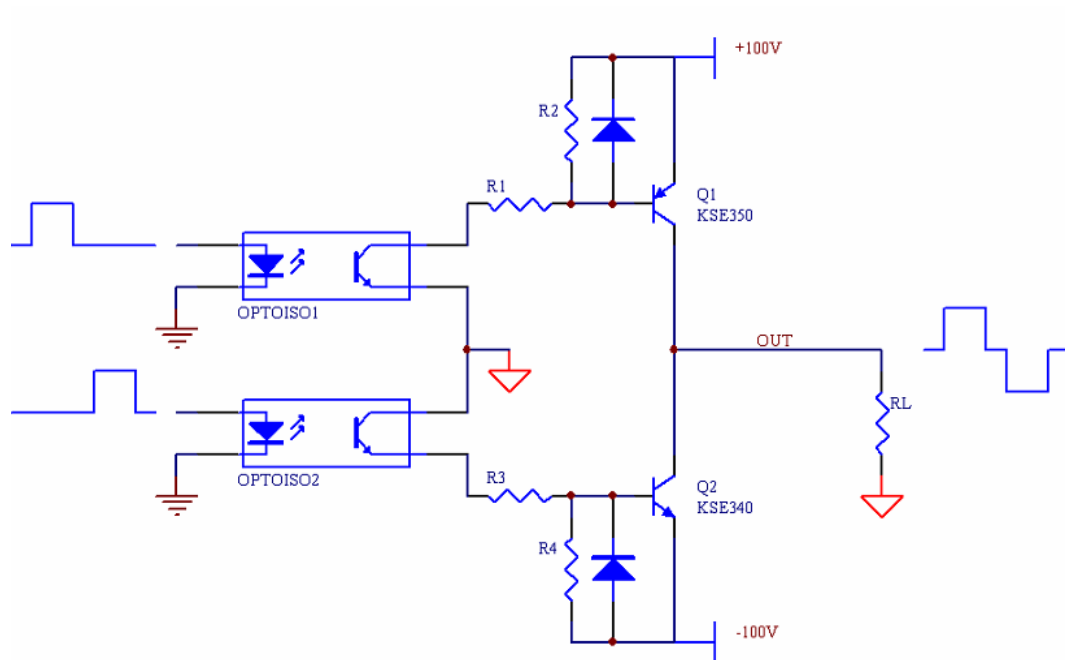 +100V
R2
R1
Q1
KSE350
OPTOISO1
OUT
RL
OPTOISO2
R3
Q2
KSE340
R4
-100V